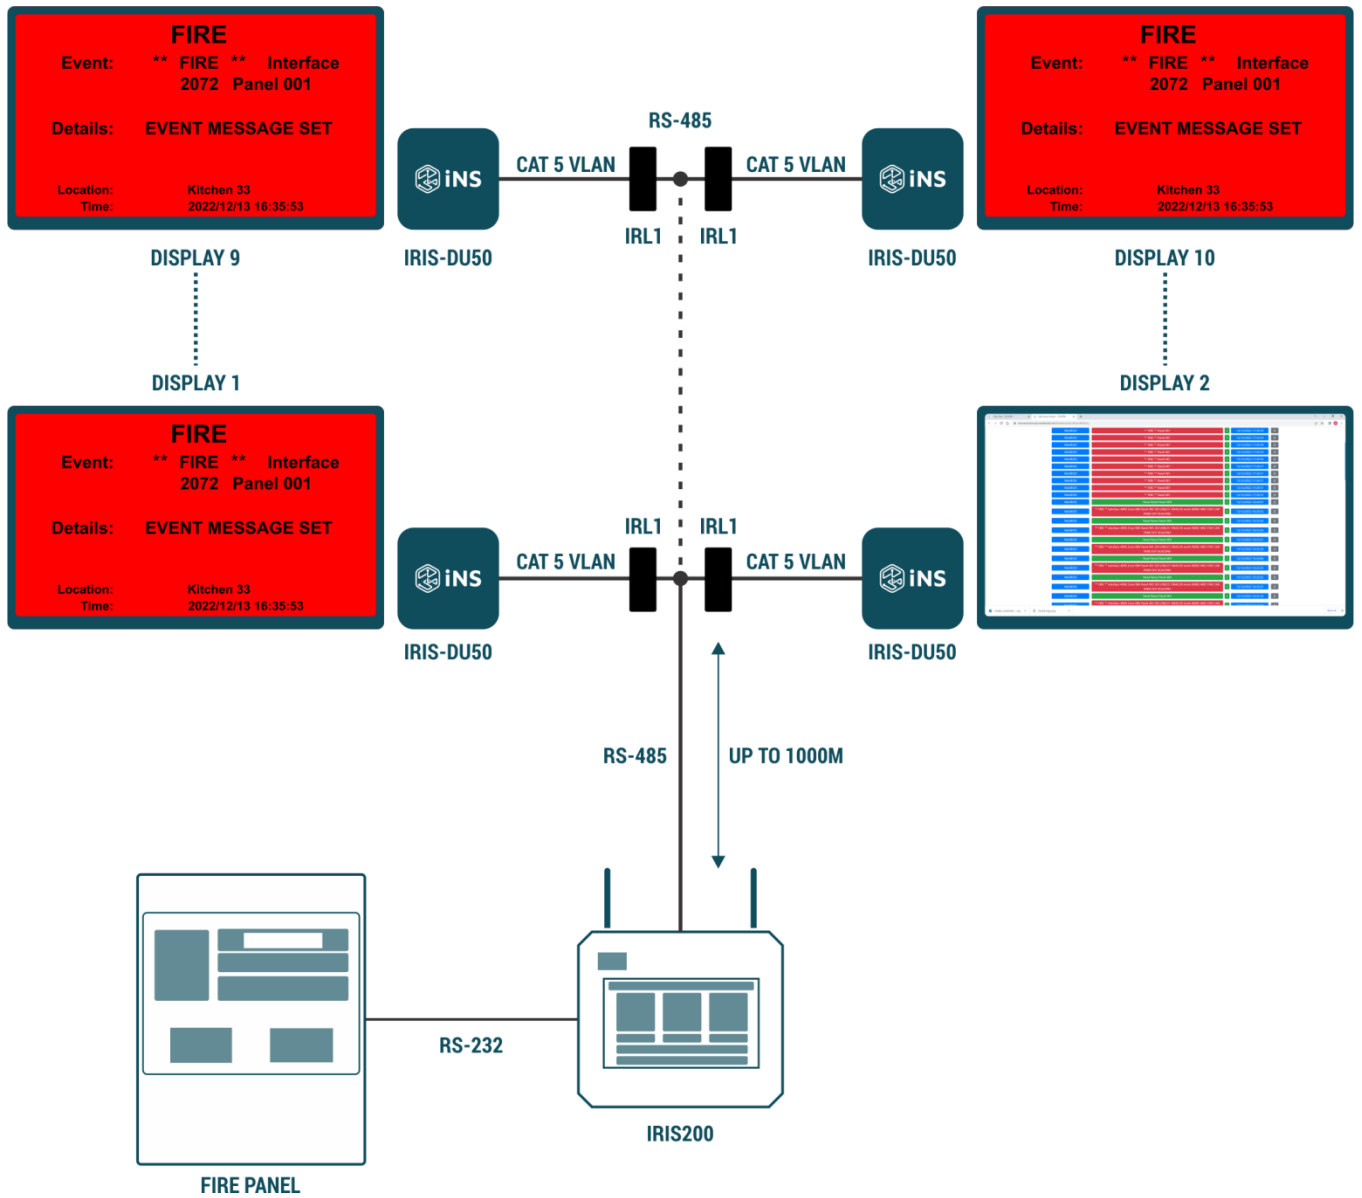 FIRE
Event: ** FIRE ** Interface
2072 Panel 001
Details: EVENT MESSAGE SET
Location: Kitchen 33
Time: 2022/12/13 16:35:53
DISPLAY 9
iNS
IRIS-DU50
CAT 5 VLAN
IRL1
RS-485
IRL1
CAT 5 VLAN
iNS
IRIS-DU50
FIRE
Event: ** FIRE ** Interface
2072 Panel 001
Details: EVENT MESSAGE SET
Location: Kitchen 33
Time: 2022/12/13 16:35:53
DISPLAY 10
DISPLAY 1
FIRE
Event: ** FIRE ** Interface
2072 Panel 001
Details: EVENT MESSAGE SET
Location: Kitchen 33
Time: 2022/12/13 16:35:53
iNS
IRIS-DU50
CAT 5 VLAN
IRL1
IRL1
CAT 5 VLAN
iNS
IRIS-DU50
DISPLAY 2
RS-485
UP TO 1000M
RS-232
IRIS200
FIRE PANEL